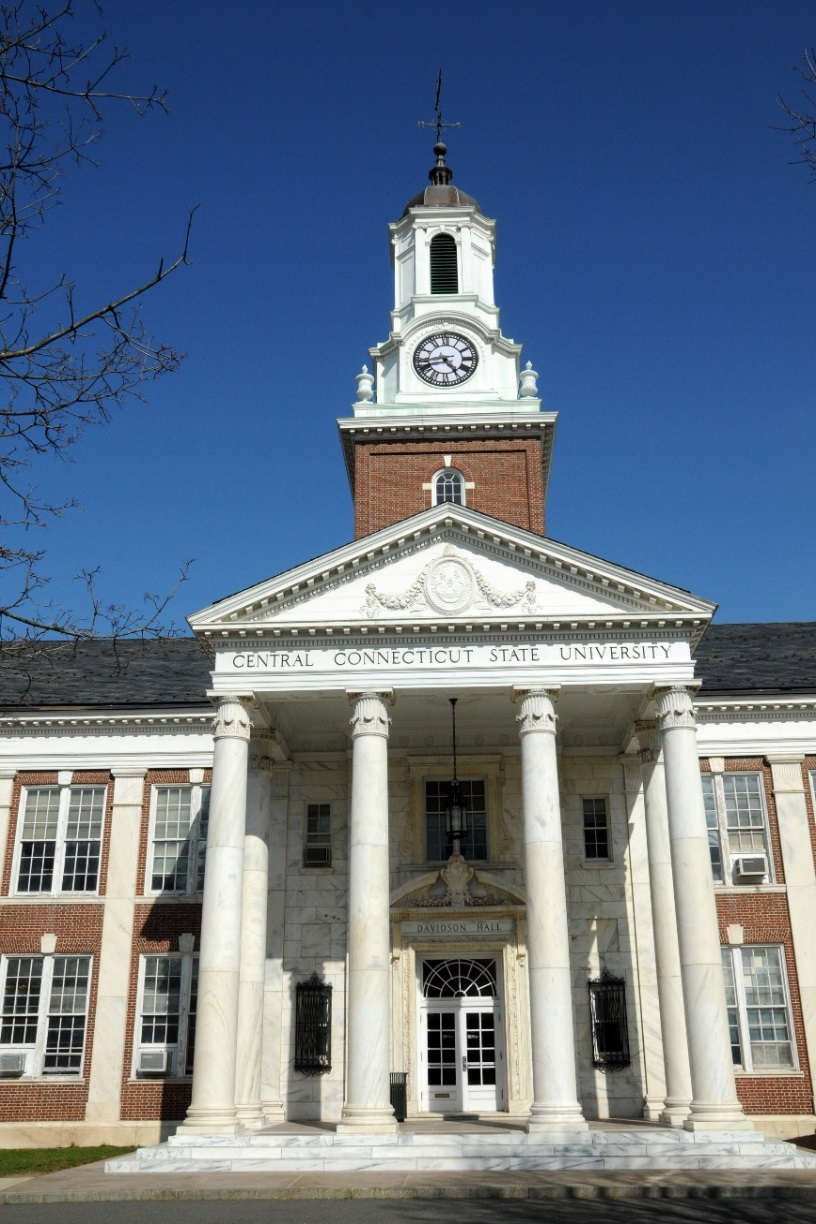 CENTRAL CONNECTICUT STATE UNIVERSITY
DAVIDSON HALL